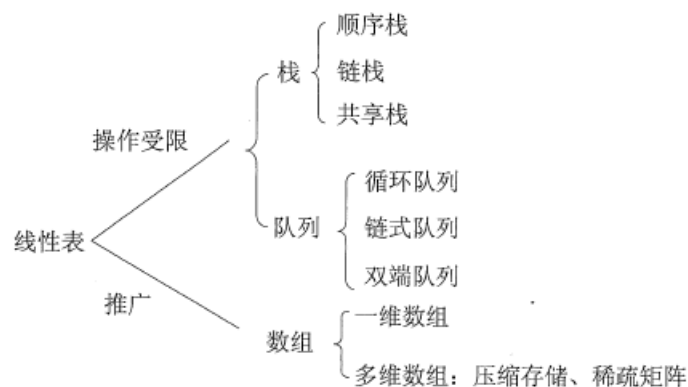 顺序栈
栈
链栈
共享栈
操作受限
循环队列
队列
链式队列
双端队列
线性表
推广
一维数组
数组
多维数组：压缩存储、稀疏矩阵